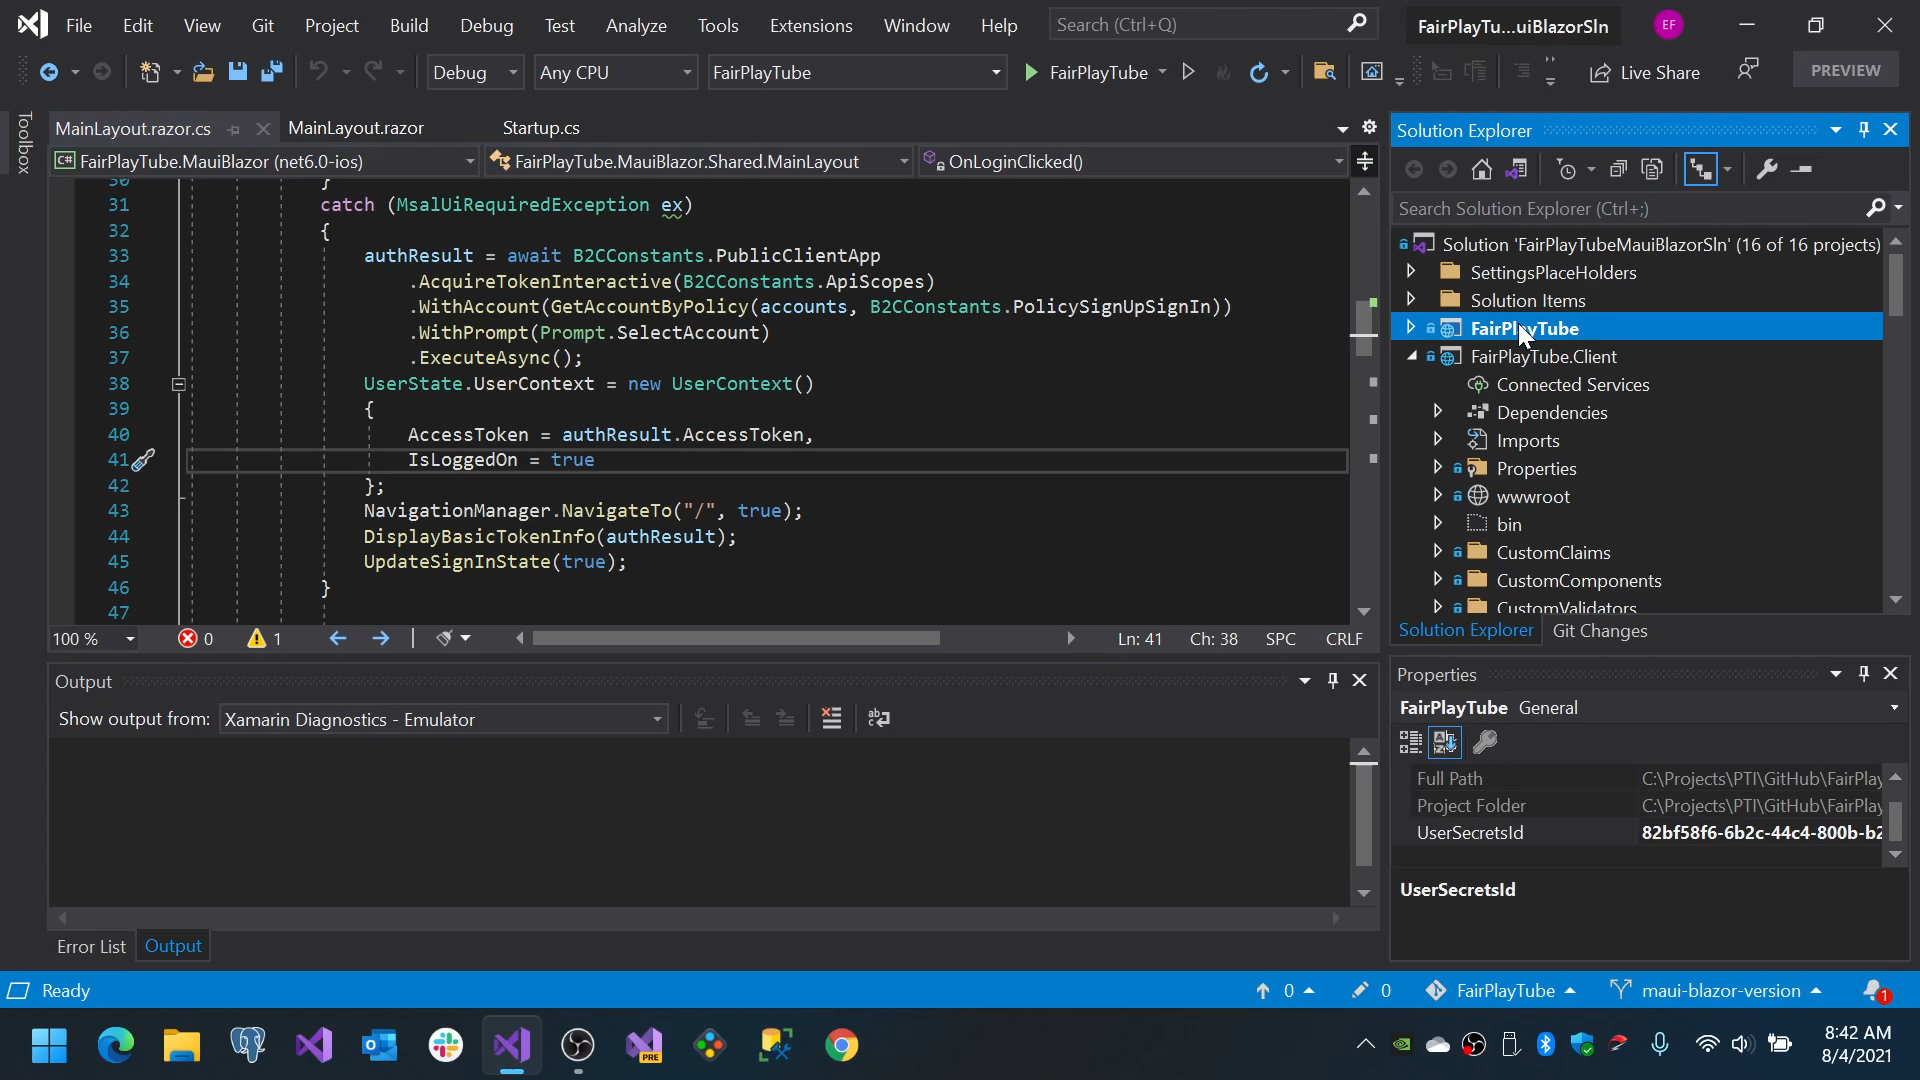 File Edit View Git Project Build Debug Test Analyze Tools Extensions Window Help Search (Ctrl+Q) FairPlayTu...uiBlazorSln EF
Debug Any CPU FairPlayTube FairPlayTube Live Share PREVIEW
Toolbox
MainLayout.razor.cs MainLayout.razor Startup.cs
C# FairPlayTube.MauiBlazor (net6.0-ios) FairPlayTube.MauiBlazor.Shared.MainLayout OnLoginClicked()
30 }
31 catch (MsalUiRequiredException ex)
32 {
33 authResult = await B2CConstants.PublicClientApp
34 .AcquireTokenInteractive(B2CConstants.ApiScopes)
35 .WithAccount(GetAccountByPolicy(accounts, B2CConstants.PolicySignUpSignIn))
36 .WithPrompt(Prompt.SelectAccount)
37 .ExecuteAsync();
38 UserState.UserContext = new UserContext()
39 {
40 AccessToken = authResult.AccessToken,
41 IsLoggedOn = true
42 };
43 NavigationManager.NavigateTo("/", true);
44 DisplayBasicTokenInfo(authResult);
45 UpdateSignInState(true);
46 }
47
100 % 0 1 Ln: 41 Ch: 38 SPC CRLF
Output
Show output from: Xamarin Diagnostics - Emulator
Error List Output
Solution Explorer
Search Solution Explorer (Ctrl+;)
Solution 'FairPlayTubeMauiBlazorSln' (16 of 16 projects)
SettingsPlaceHolders
Solution Items
FairPlayTube
FairPlayTube.Client
Connected Services
Dependencies
Imports
Properties
wwwroot
bin
CustomClaims
CustomComponents
CustomValidators
Solution Explorer Git Changes
Properties
FairPlayTube General
Full Path C:\Projects\PTI\GitHub\FairPlay
Project Folder C:\Projects\PTI\GitHub\FairPlay
UserSecretsId 82bf58f6-6b2c-44c4-800b-b2
UserSecretsId
Ready 0 0 FairPlayTube maui-blazor-version 1
PRE
8:42 AM
8/4/2021